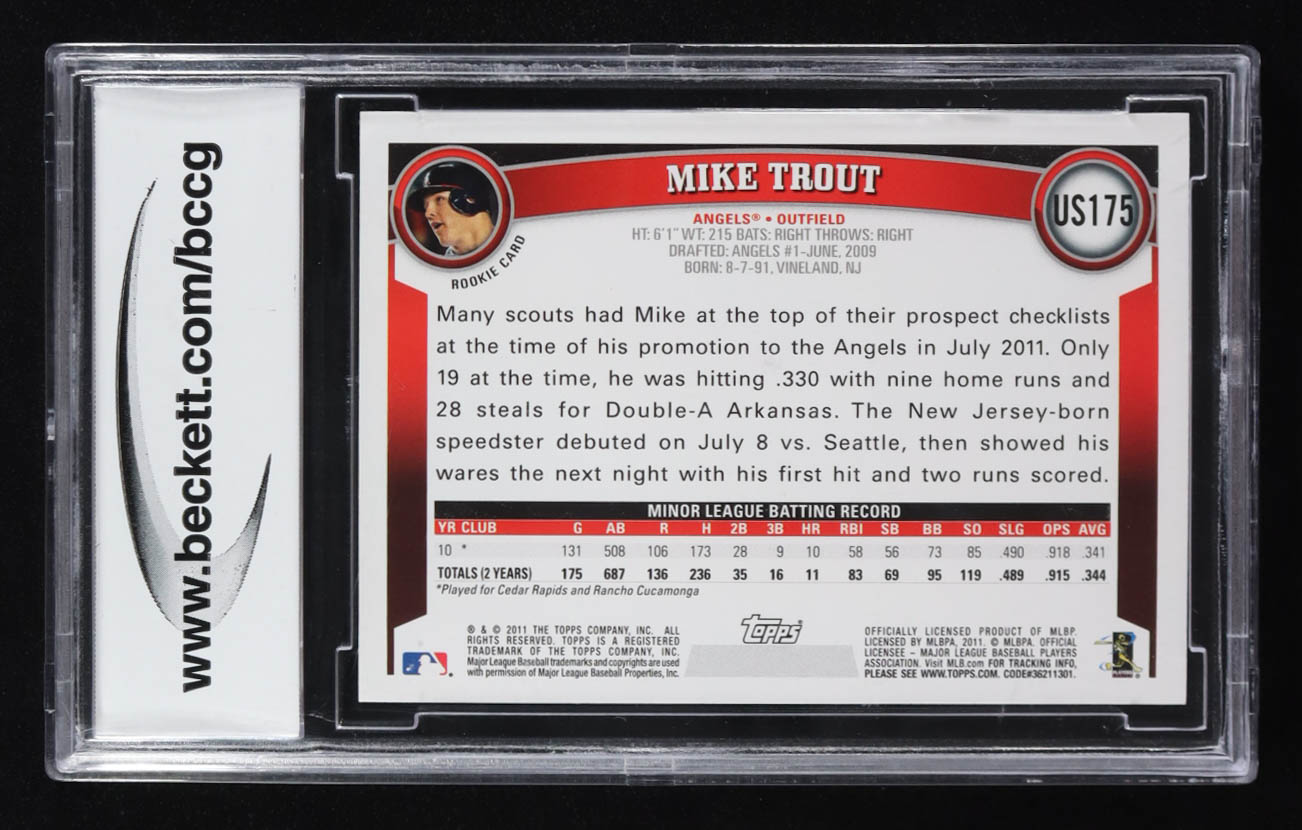 www.beckett.com/bccg
MIKE TROUT
US175
ROOKIE CARD
ANGELS® • OUTFIELD
HT: 6'1" WT: 215 BATS: RIGHT THROWS: RIGHT
DRAFTED: ANGELS #1-JUNE, 2009
BORN: 8-7-91, VINELAND, NJ
Many scouts had Mike at the top of their prospect checklists
at the time of his promotion to the Angels in July 2011. Only
19 at the time, he was hitting .330 with nine home runs and
28 steals for Double-A Arkansas. The New Jersey-born
speedster debuted on July 8 vs. Seattle, then showed his
wares the next night with his first hit and two runs scored.
MINOR LEAGUE BATTING RECORD
YR CLUB G AB R H 2B 3B HR RBI SB BB SO SLG OPS AVG
10 * 131 508 106 173 28 9 10 58 56 73 85 .490 .918 .341
TOTALS (2 YEARS) 175 687 136 236 35 16 11 83 69 95 119 .489 .915 .344
*Played for Cedar Rapids and Rancho Cucamonga
® & © 2011 THE TOPPS COMPANY, INC. ALL
RIGHTS RESERVED. TOPPS IS A REGISTERED
TRADEMARK OF THE TOPPS COMPANY, INC.
Major League Baseball trademarks and copyrights are used
with permission of Major League Baseball Properties, Inc.
Topps®
OFFICIALLY LICENSED PRODUCT OF MLBP.
LICENSED BY MLBPA, 2011. © MLBPA. OFFICIAL
LICENSEE – MAJOR LEAGUE BASEBALL PLAYERS
ASSOCIATION. Visit MLB.com FOR TRACKING INFO,
PLEASE SEE WWW.TOPPS.COM. CODE#36211301.